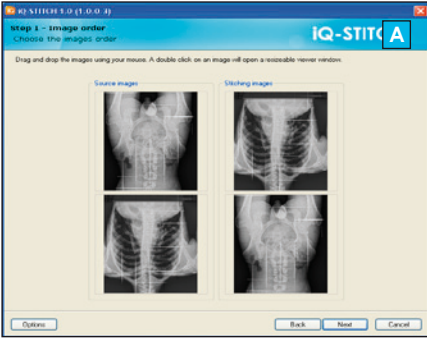 iQ-STITCH 1.0 (1.0.0.3)
Step 1 - Image order
Choose the images order
iQ-STITC
A
Drag and drop the images using your mouse. A double click on an image will open a resizeable viewer window.
Source images
Stitching images
Options
Back
Next
Cancel